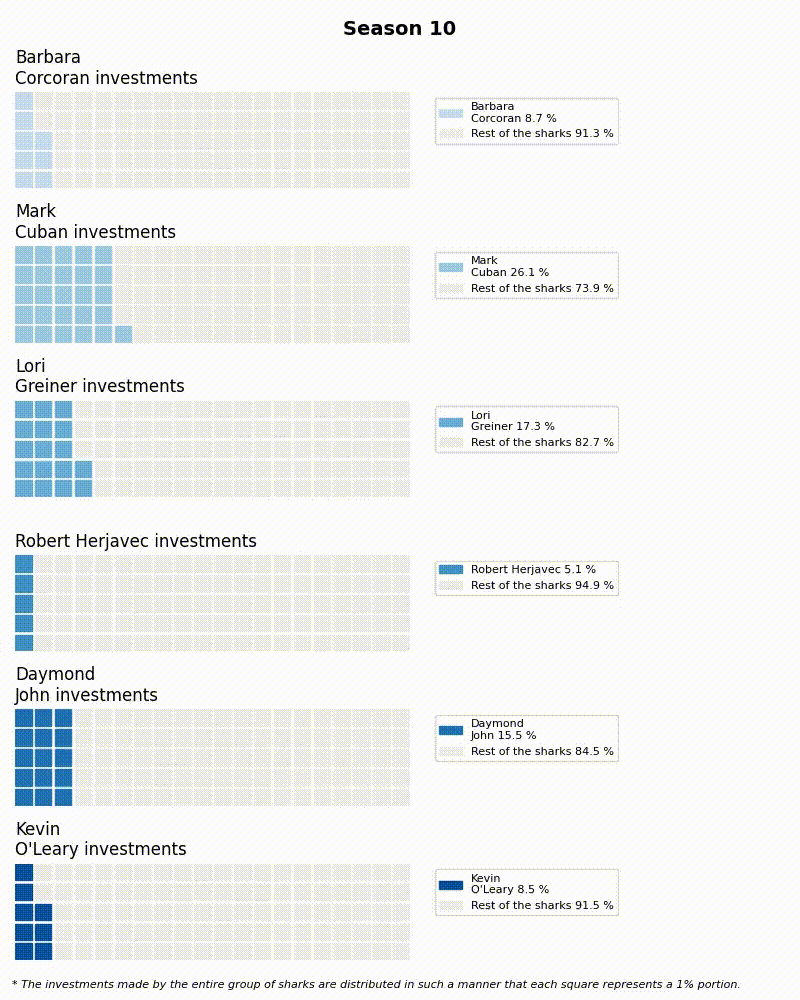 Season 10
Barbara
Corcoran investments
Barbara
Corcoran 8.7 %
Rest of the sharks 91.3 %
Mark
Cuban investments
Mark
Cuban 26.1 %
Rest of the sharks 73.9 %
Lori
Greiner investments
Lori
Greiner 17.3 %
Rest of the sharks 82.7 %
Robert Herjavec investments
Robert Herjavec 5.1 %
Rest of the sharks 94.9 %
Daymond
John investments
Daymond
John 15.5 %
Rest of the sharks 84.5 %
Kevin
O'Leary investments
Kevin
O'Leary 8.5 %
Rest of the sharks 91.5 %
* The investments made by the entire group of sharks are distributed in such a manner that each square represents a 1% portion.